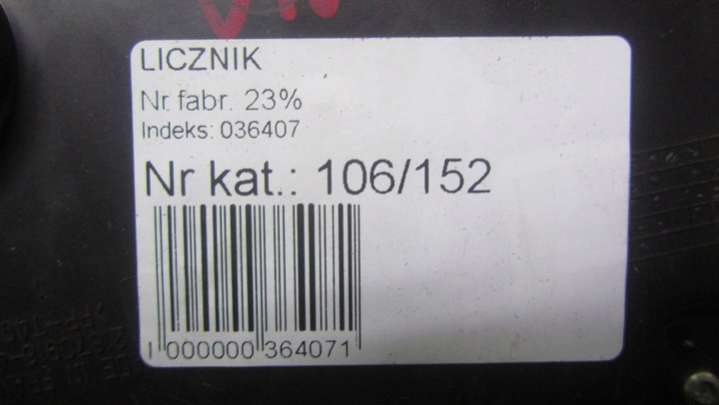 LICZNIK
Nr. fabr. 23%
Indeks: 036407
Nr kat.: 106/152
000000 364071